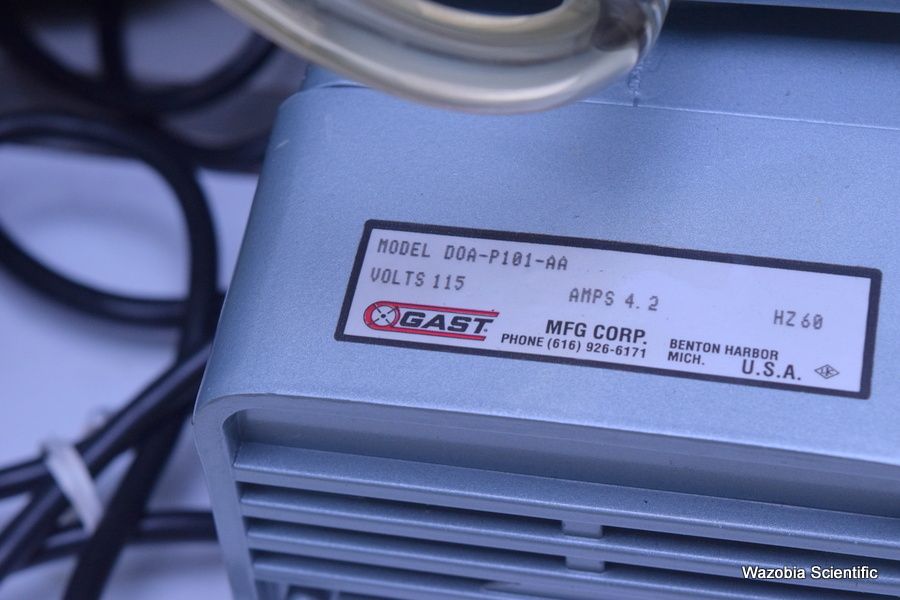 MODEL DOA-P101-AA
VOLTS 115 AMPS 4.2 HZ 60
GAST MFG CORP.
PHONE (616) 926-6171
BENTON HARBOR
MICH. U.S.A.
Wazobia Scientific